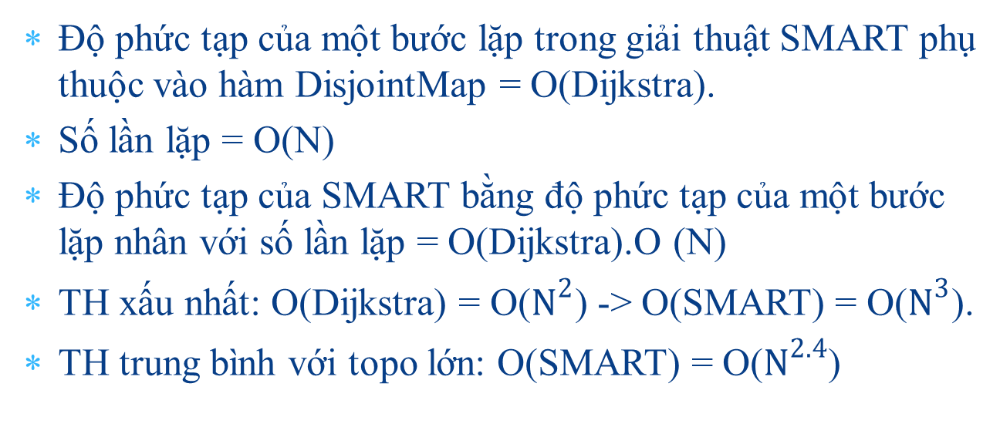 * Độ phức tạp của một bước lặp trong giải thuật SMART phụ
thuộc vào hàm DisjointMap = O(Dijkstra).
* Số lần lặp = O(N)
* Độ phức tạp của SMART bằng độ phức tạp của một bước
lặp nhân với số lần lặp = O(Dijkstra).O (N)
* TH xấu nhất: O(Dijkstra) = O(N²) -> O(SMART) = O(N³).
* TH trung bình với topo lớn: O(SMART) = O(N^2.4)